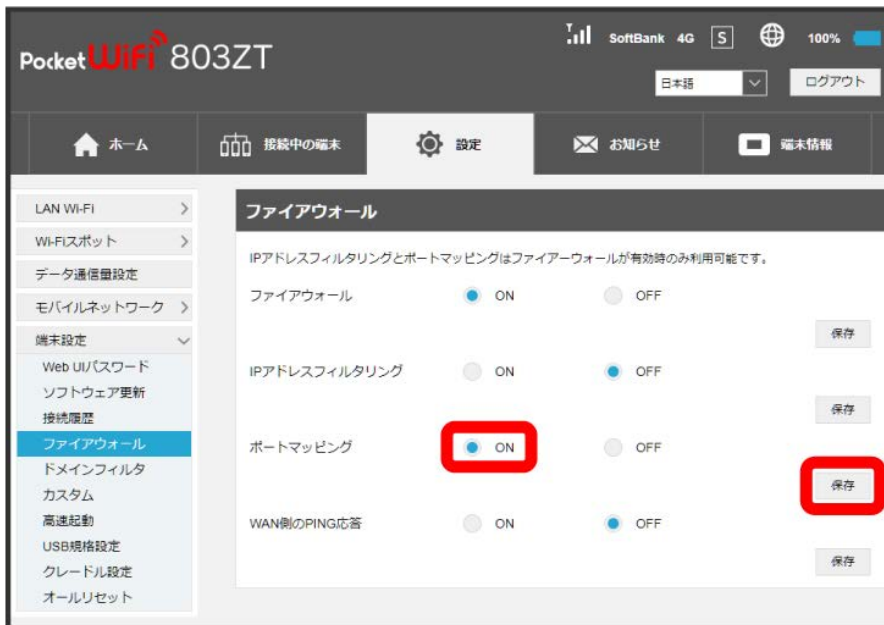 SoftBank 4G S 100%
Pocket WiFi 803ZT
日本語 ログアウト
ホーム 接続中の端末 設定 お知らせ 端末情報
LAN Wi-Fi
Wi-Fiスポット
データ通信量設定
モバイルネットワーク
端末設定
Web UIパスワード
ソフトウェア更新
接続履歴
ファイアウォール
ドメインフィルタ
カスタム
高速起動
USB規格設定
クレードル設定
オールリセット
ファイアウォール
IPアドレスフィルタリングとポートマッピングはファイアーウォールが有効時のみ利用可能です。
ファイアウォール ON OFF
保存
IPアドレスフィルタリング ON OFF
保存
ポートマッピング ON OFF
保存
WAN側のPING応答 ON OFF
保存